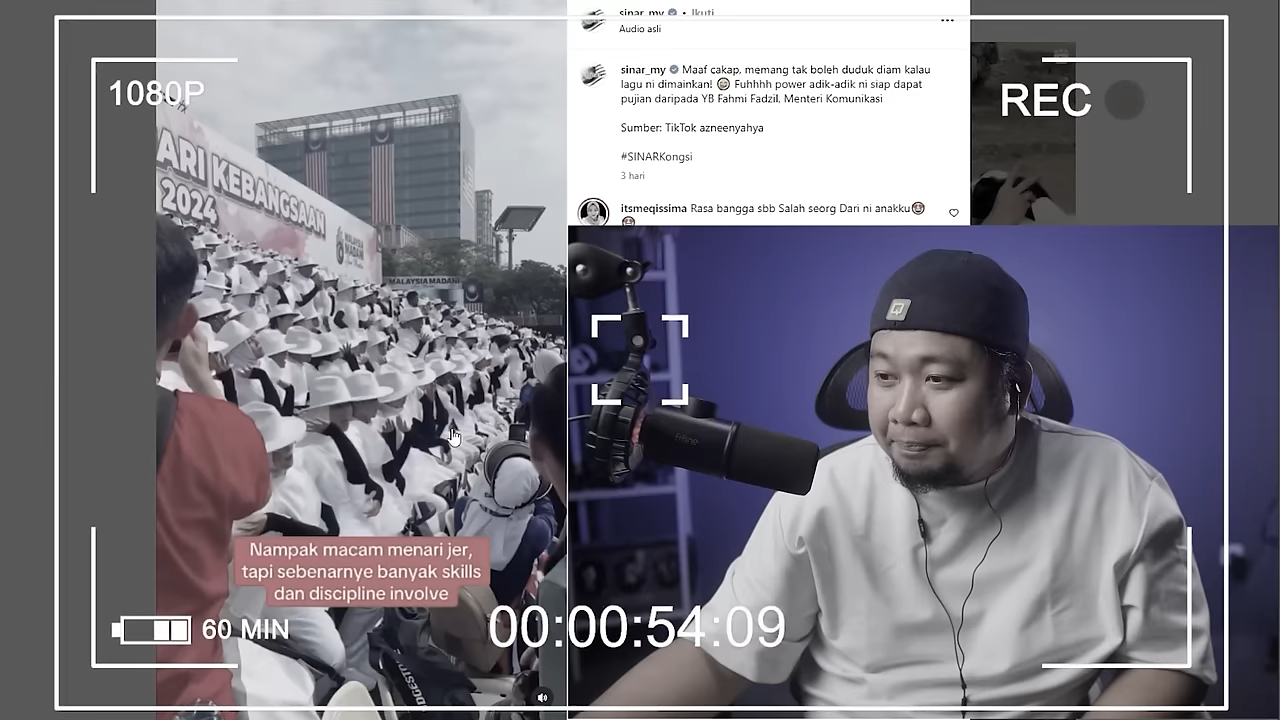 sinar_my • Ikuti
Audio asli
sinar_my Maaf cakap, memang tak boleh duduk diam kalau
lagu ni dimainkan! Fuhhhh power adik-adik ni siap dapat
pujian daripada YB Fahmi Fadzil, Menteri Komunikasi
Sumber: TikTok azneenyahya
#SINARKongsi
3 hari
itsmeqissima Rasa bangga sbb Salah seorg Dari ni anakku
1080P
REC
ARI KEBANGSAAN
2024
MALAYSIA MADANI
Nampak macam menari jer,
tapi sebenarnye banyak skills
dan discipline involve
60 MIN
00:00:54:09